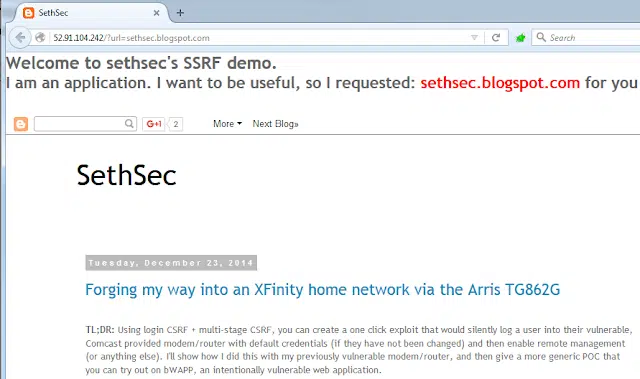 SethSec
52.91.104.242/?url=sethsec.blogspot.com
Search
Welcome to sethsec's SSRF demo.
I am an application. I want to be useful, so I requested: sethsec.blogspot.com for you
G+1 2 More Next Blog»
SethSec
Tuesday, December 23, 2014
Forging my way into an XFinity home network via the Arris TG862G
TL;DR: Using login CSRF + multi-stage CSRF, you can create a one click exploit that would silently log a user into their vulnerable,
Comcast provided modem/router with default credentials (if they have not been changed) and then enable remote management
(or anything else). I'll show how I did this with my previously vulnerable modem/router, and then give a more generic POC that
you can try out on bWAPP, an intentionally vulnerable web application.